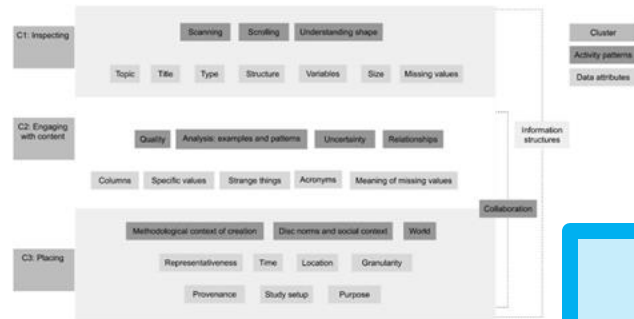 C1: Inspecting
Scanning
Scrolling
Understanding shape
Topic
Title
Type
Structure
Variables
Size
Missing values
Cluster
Activity patterns
Data attributes
C2: Engaging
with content
Quality
Analysis: examples and patterns
Uncertainty
Relationships
Information
structures
Columns
Specific values
Strange things
Acronyms
Meaning of missing values
Collaboration
C3: Placing
Methodological context of creation
Disc norms and social context
World
Representativeness
Time
Location
Granularity
Provenance
Study setup
Purpose